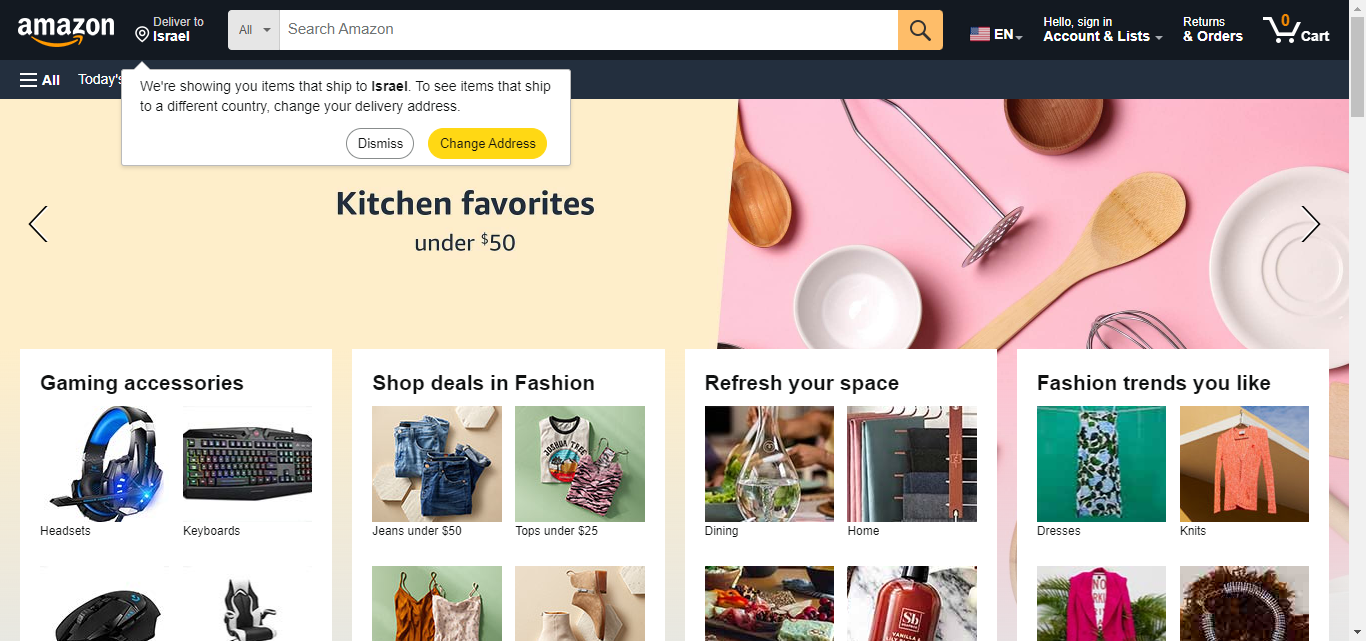 amazon
Deliver to
Israel
All
Search Amazon
EN
Hello, sign in
Account & Lists
Returns
& Orders
0
Cart
All
Today's
We're showing you items that ship to Israel. To see items that ship
to a different country, change your delivery address.
Dismiss
Change Address
Kitchen favorites
under $50
Gaming accessories
Headsets
Keyboards
Shop deals in Fashion
JOSHUA TREE
Jeans under $50
Tops under $25
Refresh your space
Dining
Home
Sb
Fashion trends you like
Dresses
Knits